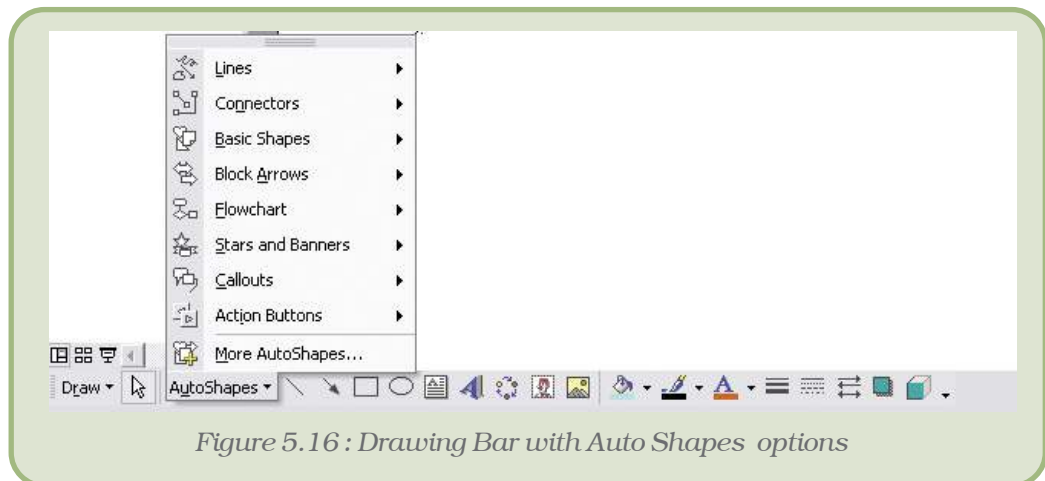 Lines
Connectors
Basic Shapes
Block Arrows
Flowchart
Stars and Banners
Callouts
Action Buttons
More AutoShapes...
Draw AutoShapes A A
Figure 5.16 : Drawing Bar with Auto Shapes options